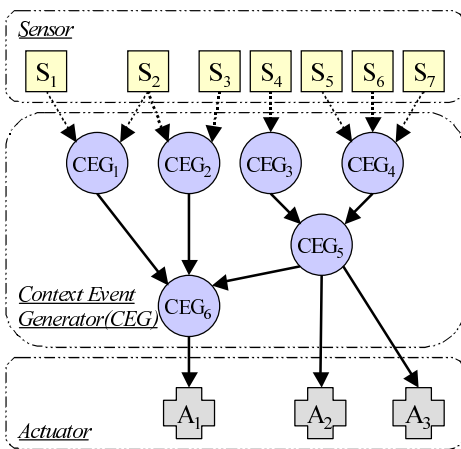 Sensor
S1 S2 S3 S4 S5 S6 S7
CEG1 CEG2 CEG3 CEG4
CEG5
Context Event
Generator(CEG)
CEG6
A1 A2 A3
Actuator